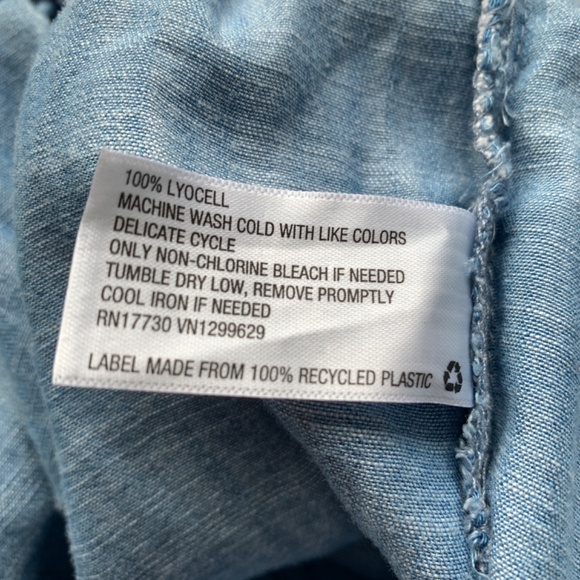 100% LYOCELL
MACHINE WASH COLD WITH LIKE COLORS
DELICATE CYCLE
ONLY NON-CHLORINE BLEACH IF NEEDED
TUMBLE DRY LOW, REMOVE PROMPTLY
COOL IRON IF NEEDED
RN17730 VN1299629
LABEL MADE FROM 100% RECYCLED PLASTIC